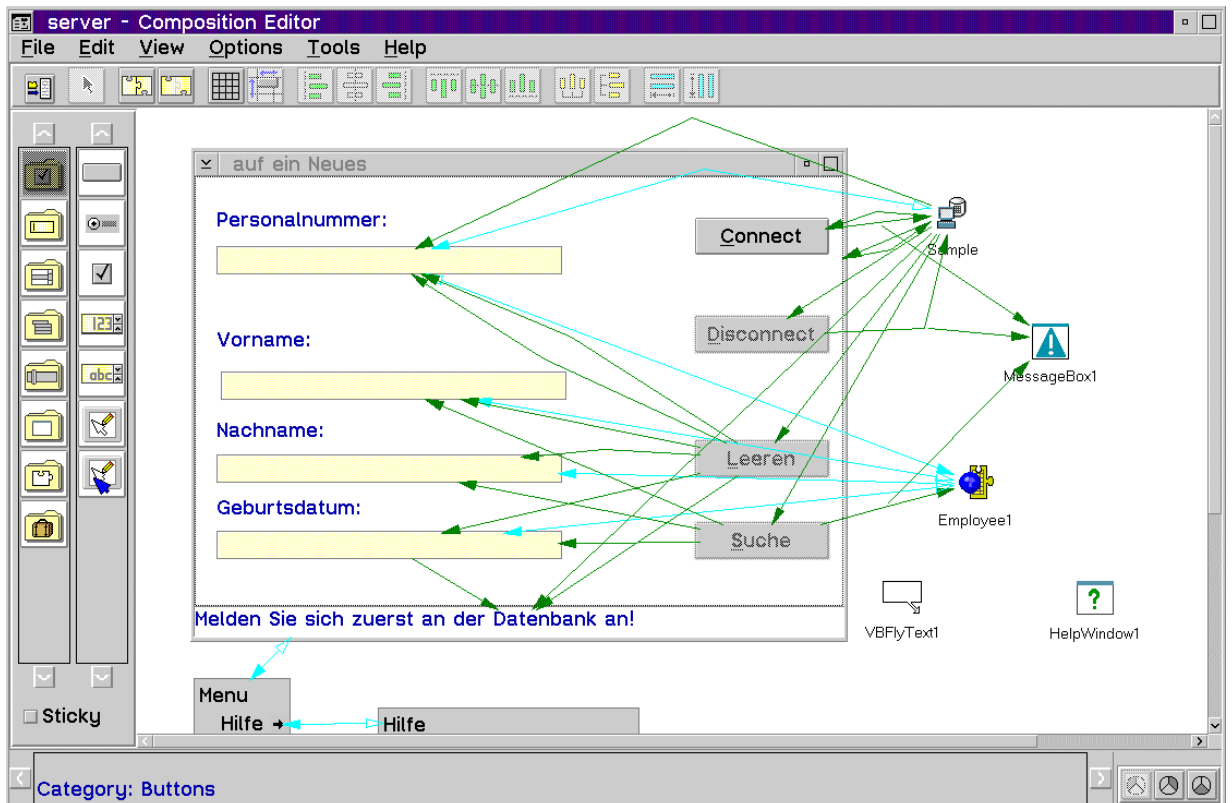 server - Composition Editor
File Edit View Options Tools Help
auf ein Neues
Personalnummer:
Connect
Sample
Disconnect
Vorname:
MessageBox1
Nachname:
Leeren
Geburtsdatum:
Employee1
Suche
Melden Sie sich zuerst an der Datenbank an!
VBFlyText1
HelpWindow1
123
abc
Menu
Hilfe
Hilfe
Sticky
Category: Buttons